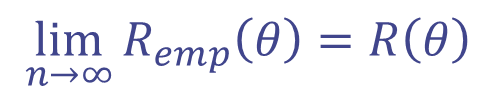 lim n→∞ R_emp(θ) = R(θ)